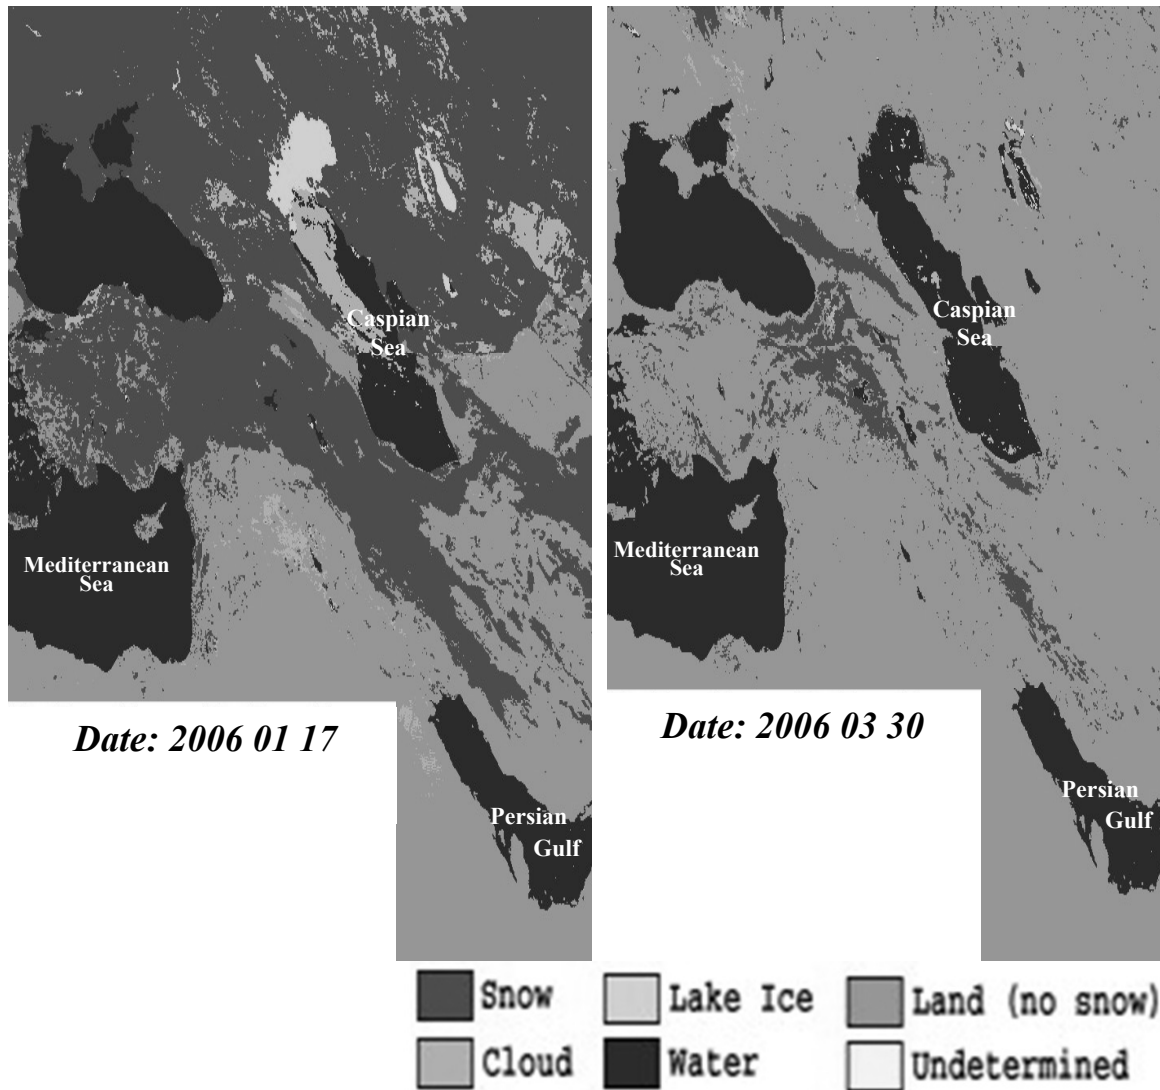 Caspian
Sea
Mediterranean
Sea
Date: 2006 01 17
Persian
Gulf
Caspian
Sea
Mediterranean
Sea
Date: 2006 03 30
Persian
Gulf
Snow
Lake Ice
Land (no snow)
Cloud
Water
Undetermined